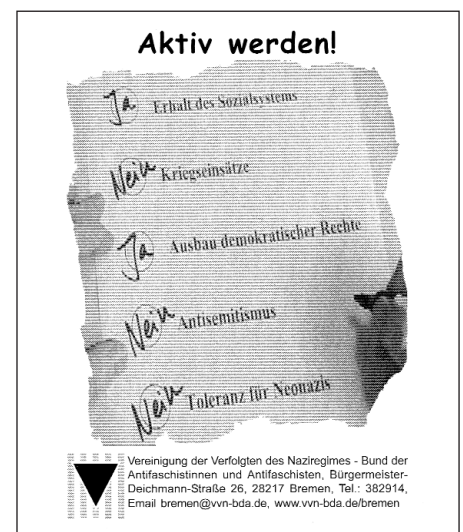 Aktiv werden!
Ja Erhalt des Sozialsystems
Nein Kriegseinsätze
Ja Ausbau demokratischer Rechte
Nein Antisemitismus
Nein Toleranz für Neonazis
Vereinigung der Verfolgten des Naziregimes - Bund der
Antifaschistinnen und Antifaschisten, Bürgermeister-
Deichmann-Straße 26, 28217 Bremen, Tel.: 382914,
Email bremen@vvn-bda.de, www.vvn-bda.de/bremen